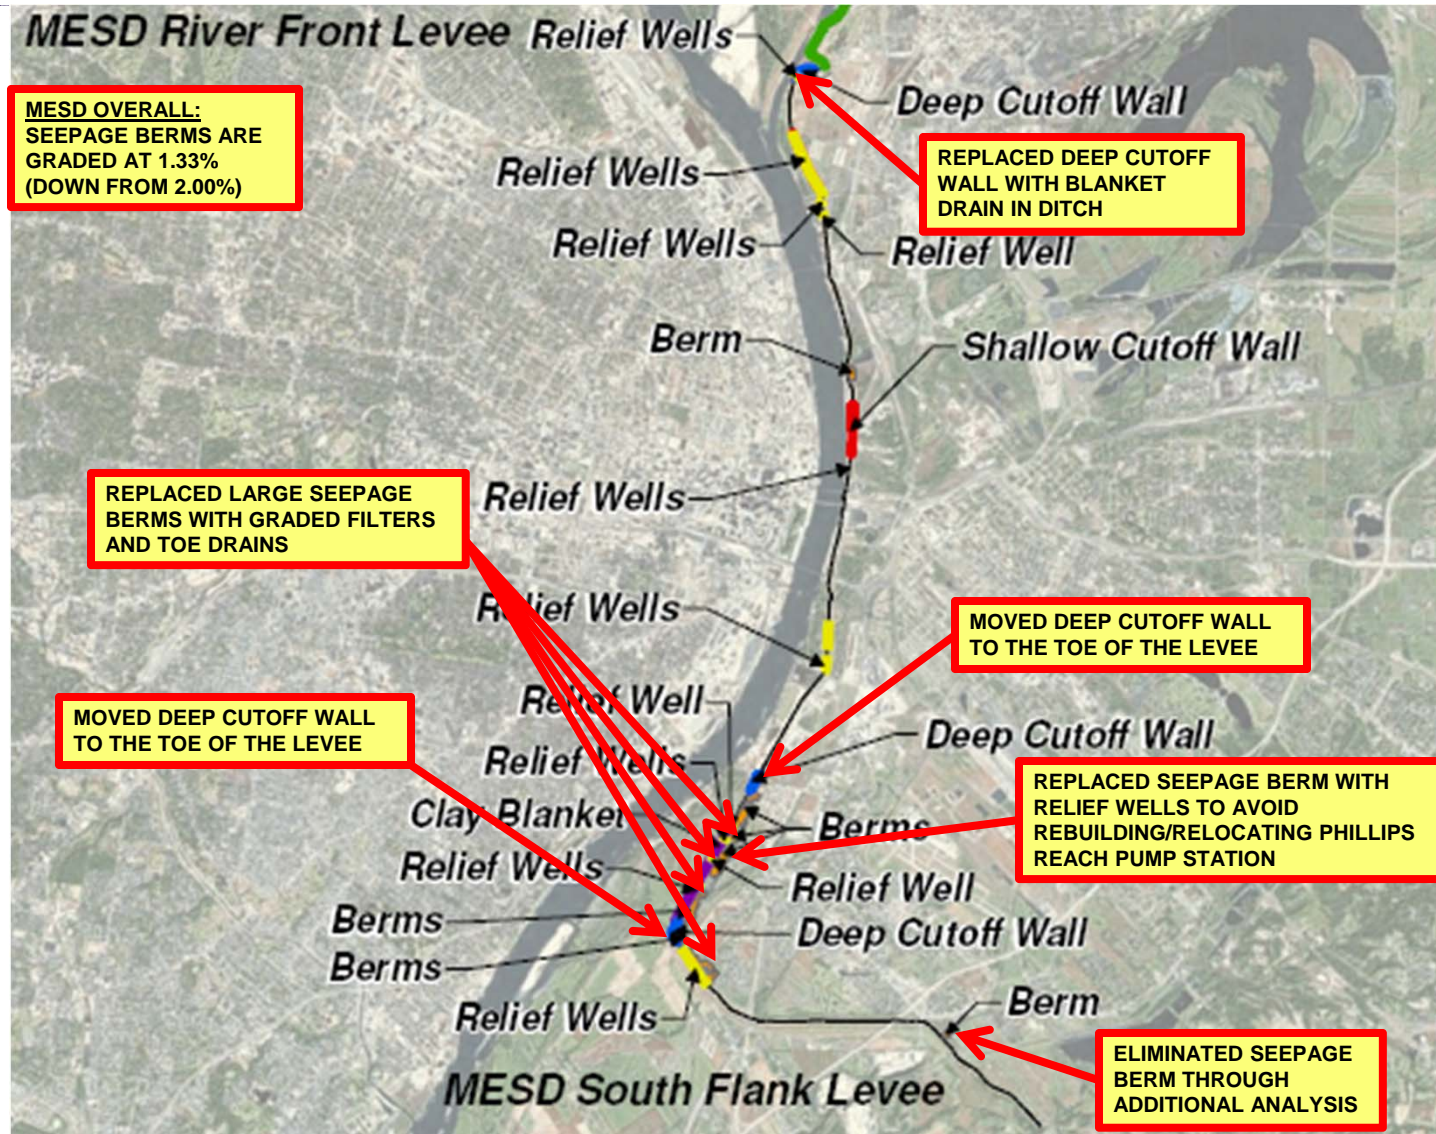 MESD River Front Levee
Relief Wells
MESD OVERALL:
SEEPAGE BERMS ARE
GRADED AT 1.33%
(DOWN FROM 2.00%)
Deep Cutoff Wall
REPLACED DEEP CUTOFF
WALL WITH BLANKET
DRAIN IN DITCH
Relief Wells
Relief Wells
Relief Well
Berm
Shallow Cutoff Wall
REPLACED LARGE SEEPAGE
BERMS WITH GRADED FILTERS
AND TOE DRAINS
Relief Wells
Relief Wells
MOVED DEEP CUTOFF WALL
TO THE TOE OF THE LEVEE
Relief Well
MOVED DEEP CUTOFF WALL
TO THE TOE OF THE LEVEE
Deep Cutoff Wall
Relief Wells
REPLACED SEEPAGE BERM WITH
RELIEF WELLS TO AVOID
REBUILDING/RELOCATING PHILLIPS
REACH PUMP STATION
Clay Blanket
Berms
Relief Wells
Relief Well
Berms
Deep Cutoff Wall
Berms
Relief Wells
Berm
ELIMINATED SEEPAGE
BERM THROUGH
ADDITIONAL ANALYSIS
MESD South Flank Levee